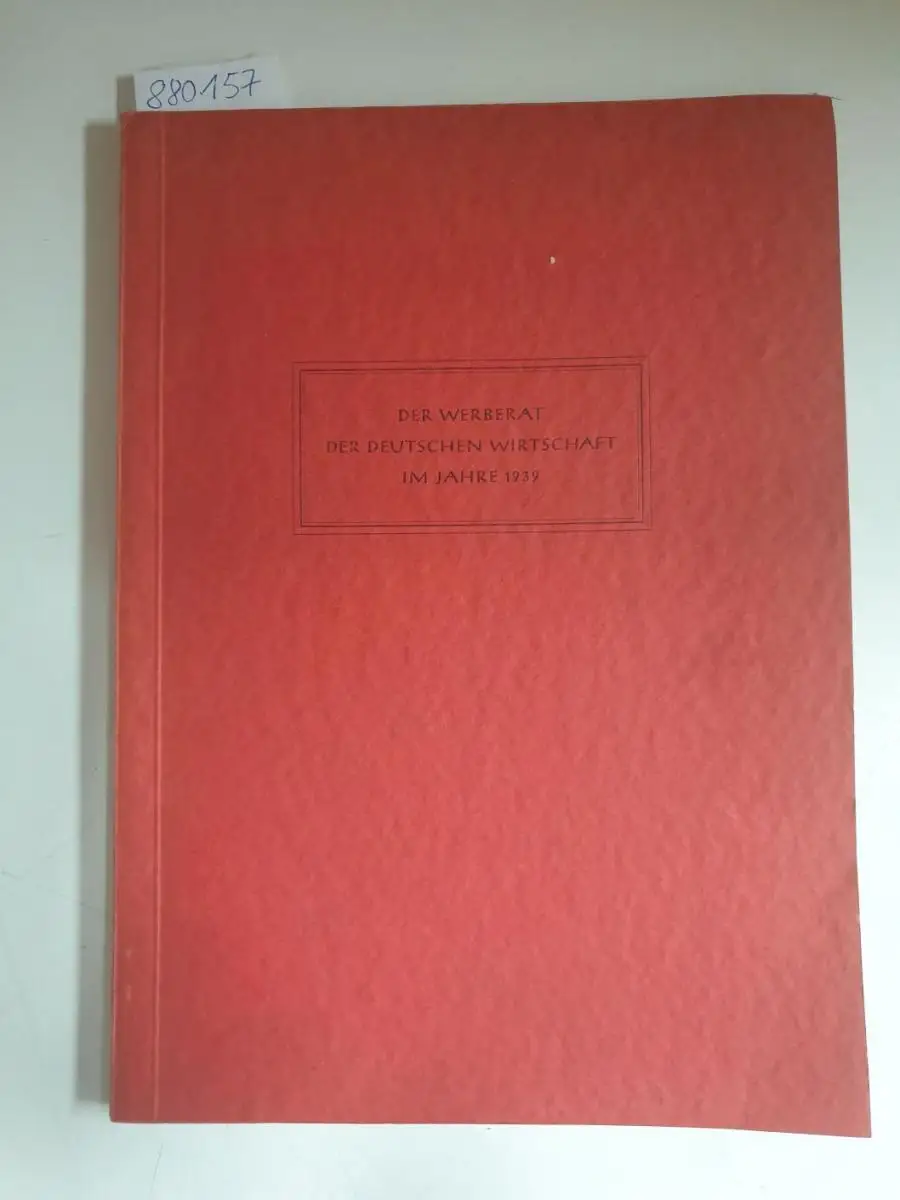 880157
DER WERBERAT
DER DEUTSCHEN WIRTSCHAFT
IM JAHRE 1939